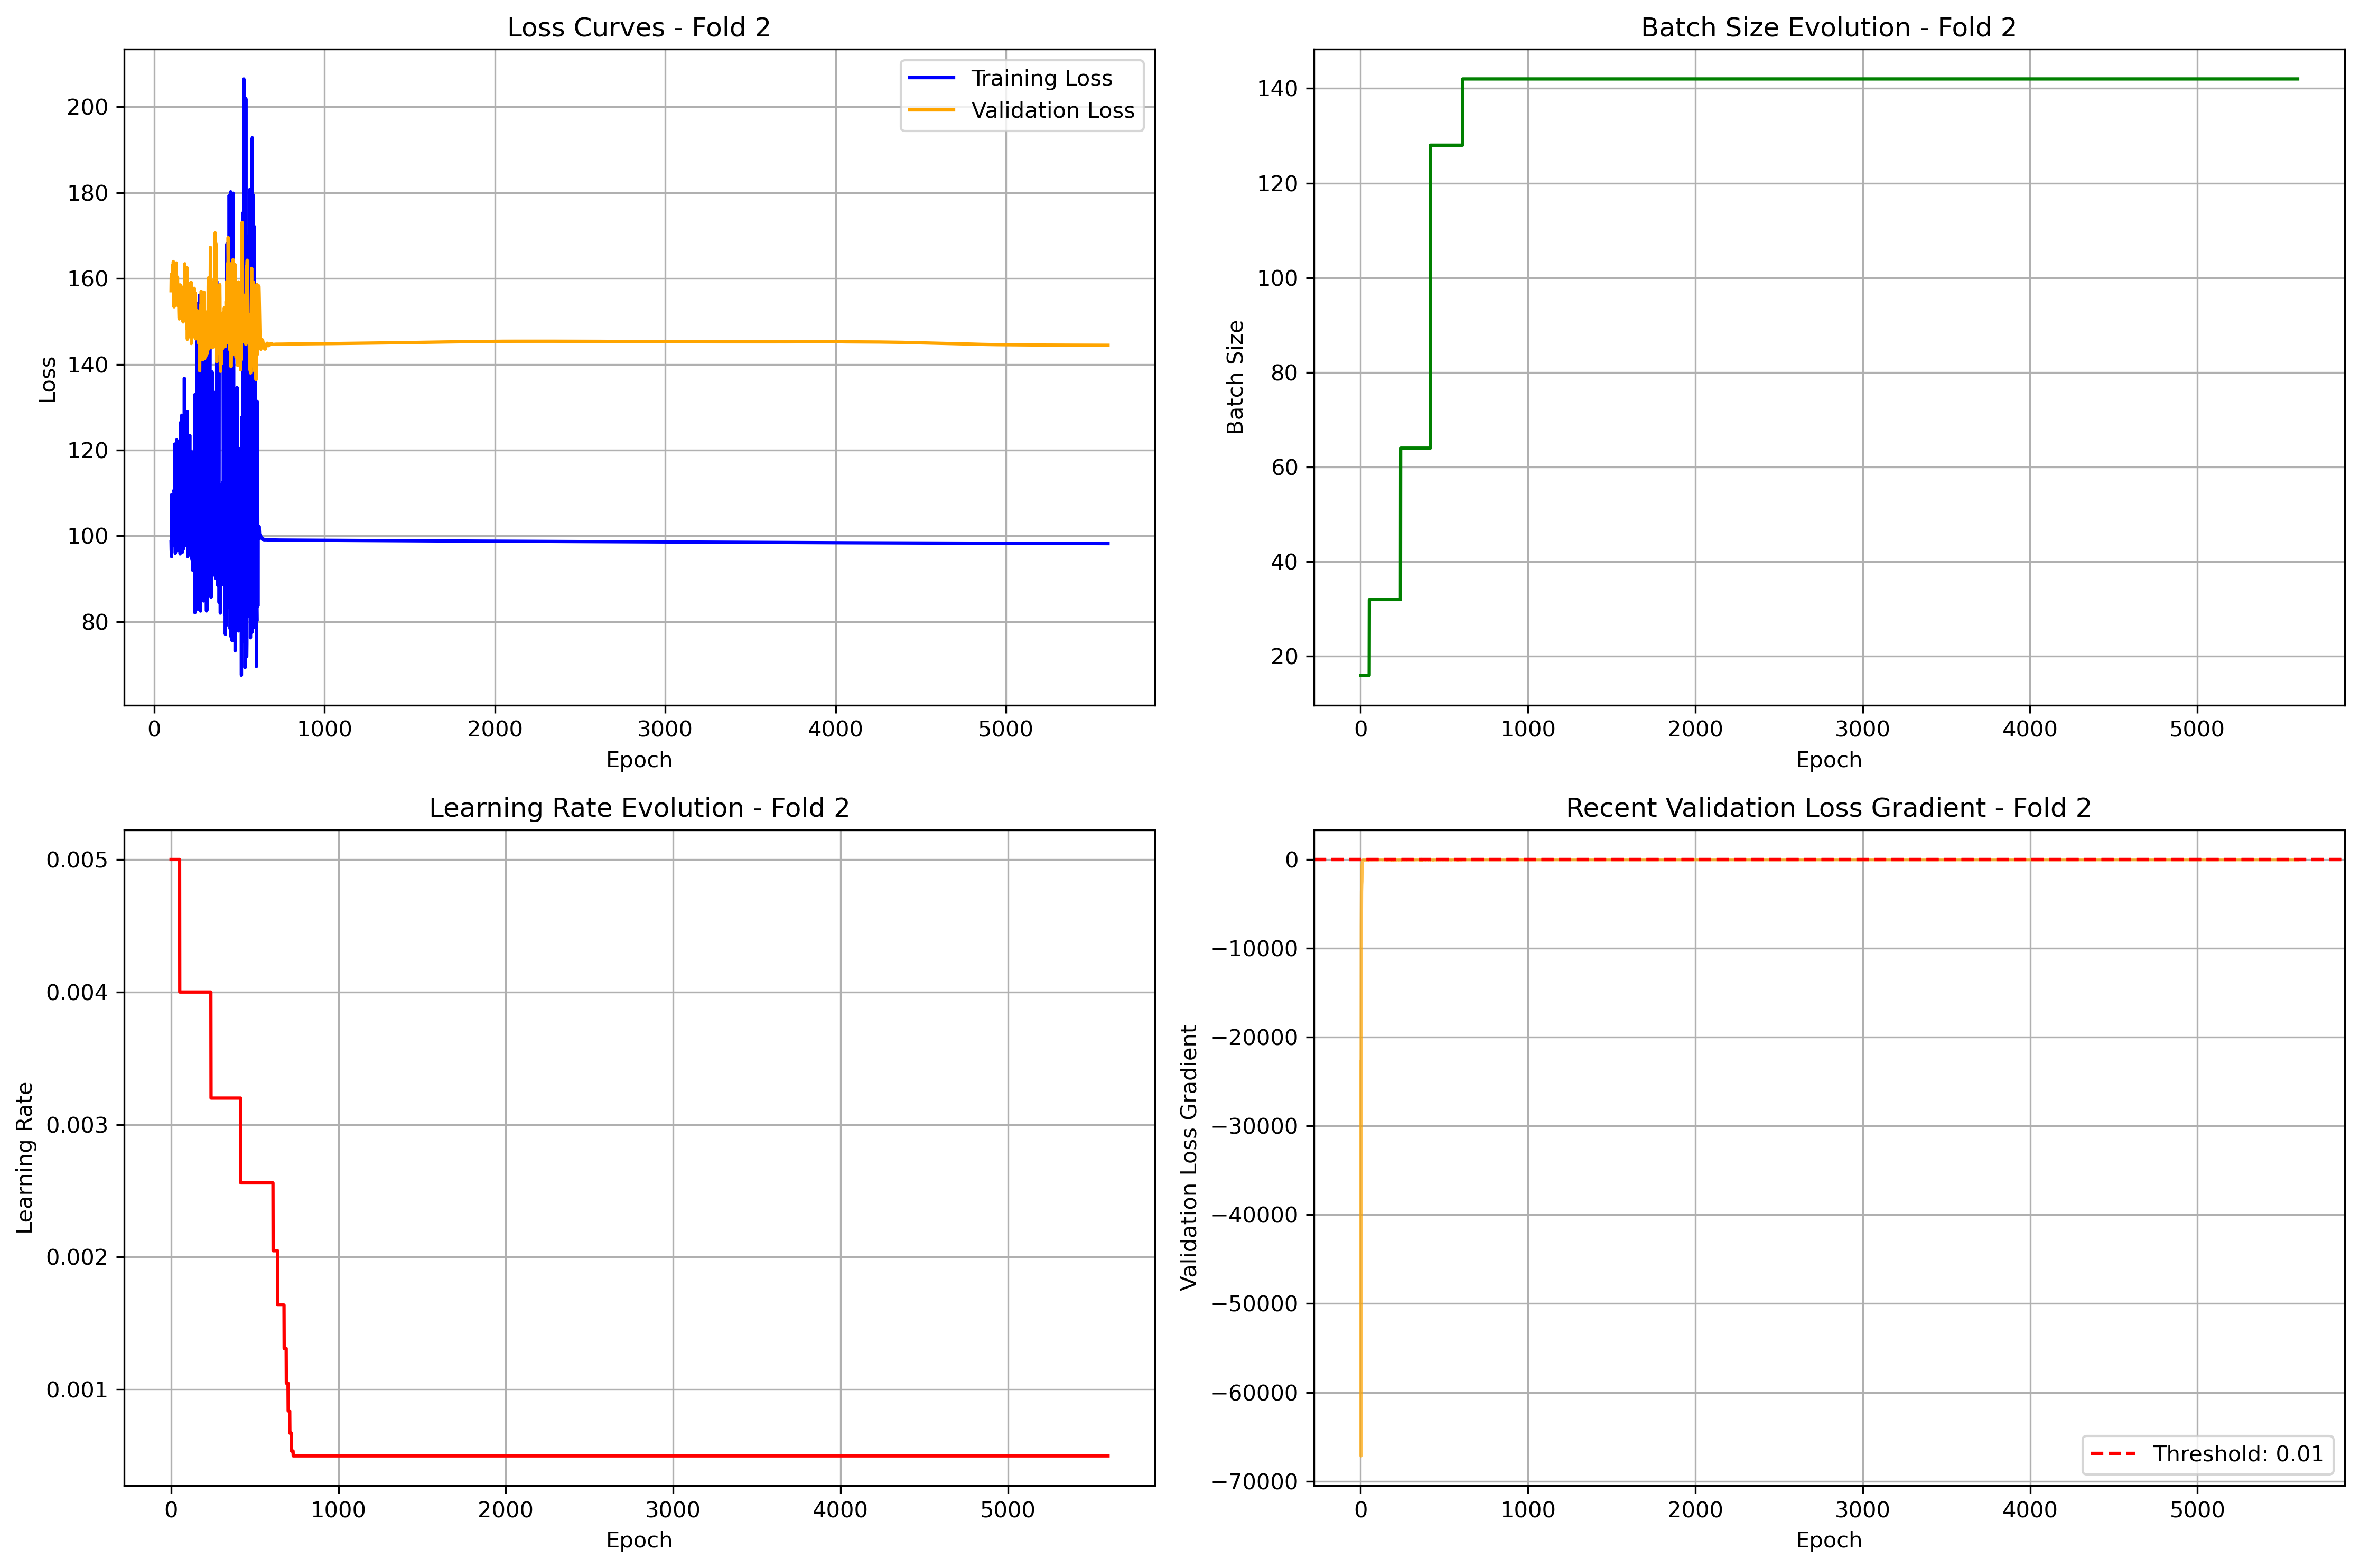 Loss Curves - Fold 2
Loss
200
180
160
140
120
100
80
Training Loss
Validation Loss
0 1000 2000 3000 4000 5000
Epoch
Batch Size Evolution - Fold 2
Batch Size
140
120
100
80
60
40
20
0 1000 2000 3000 4000 5000
Epoch
Learning Rate Evolution - Fold 2
Learning Rate
0.005
0.004
0.003
0.002
0.001
0 1000 2000 3000 4000 5000
Epoch
Recent Validation Loss Gradient - Fold 2
Validation Loss Gradient
0
−10000
−20000
−30000
−40000
−50000
−60000
−70000
Threshold: 0.01
0 1000 2000 3000 4000 5000
Epoch